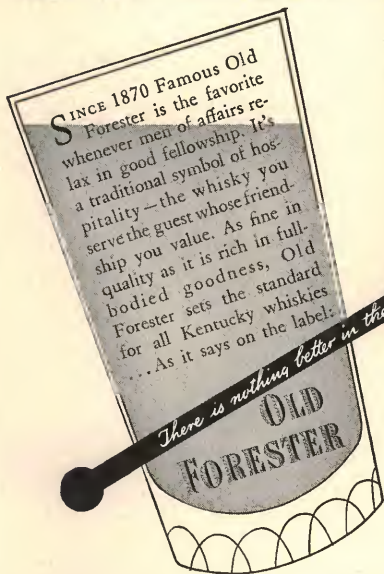 SINCE 1870 Famous Old
Forester is the favorite
whenever men of affairs re-
lax in good fellowship. It's
a traditional symbol of hos-
pitality—the whisky you
serve the guest whose friend-
ship you value. As fine in
quality as it is rich in full-
bodied goodness, Old
Forester sets the standard
for all Kentucky whiskies
...As it says on the label:
There is nothing better in the
OLD
FORESTER